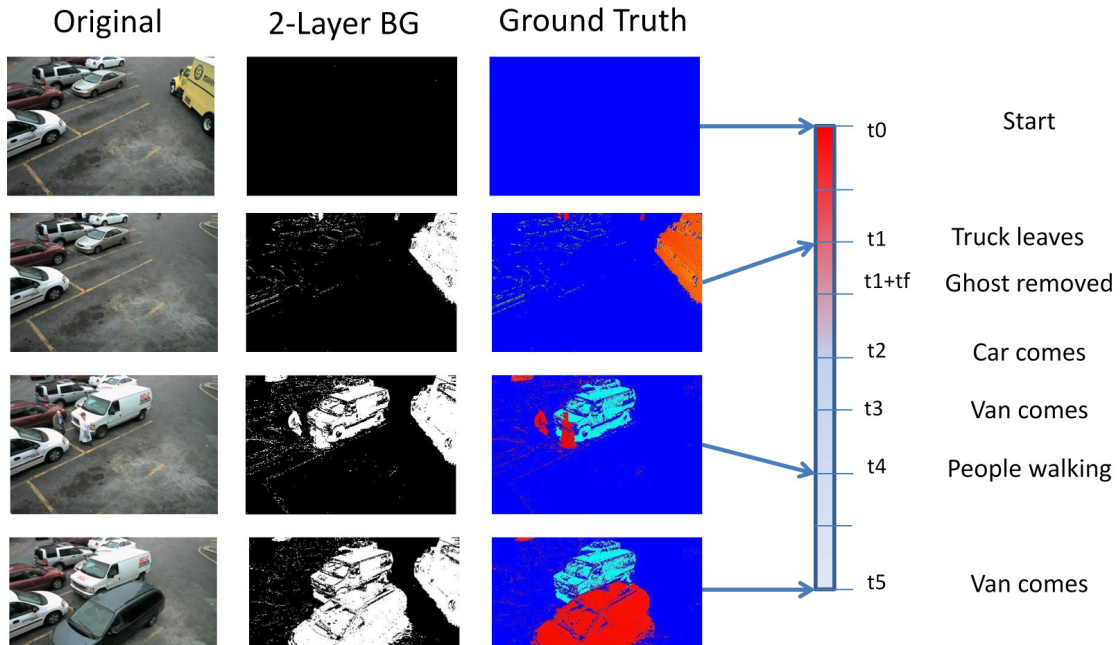 Original
2-Layer BG
Ground Truth
t0
Start
t1
Truck leaves
t1+tf
Ghost removed
t2
Car comes
t3
Van comes
t4
People walking
t5
Van comes